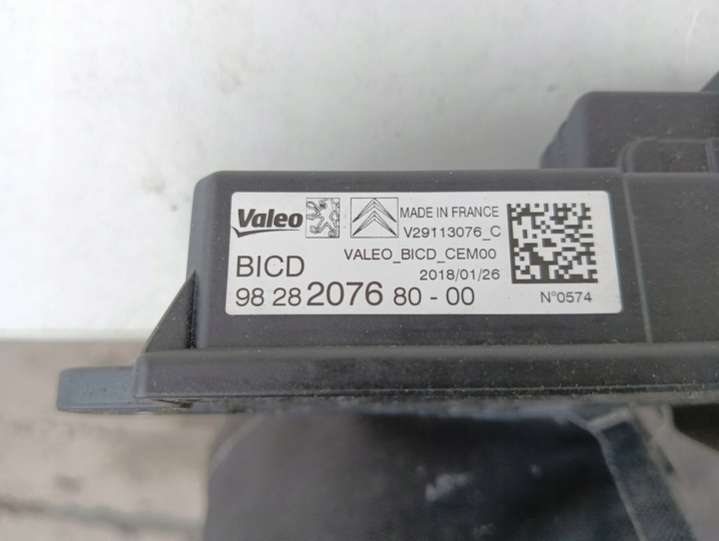 Valeo MADE IN FRANCE
V29113076_C
VALEO_BICD_CEM00
BICD 2018/01/26
98 28 2076 80 - 00 N°0574